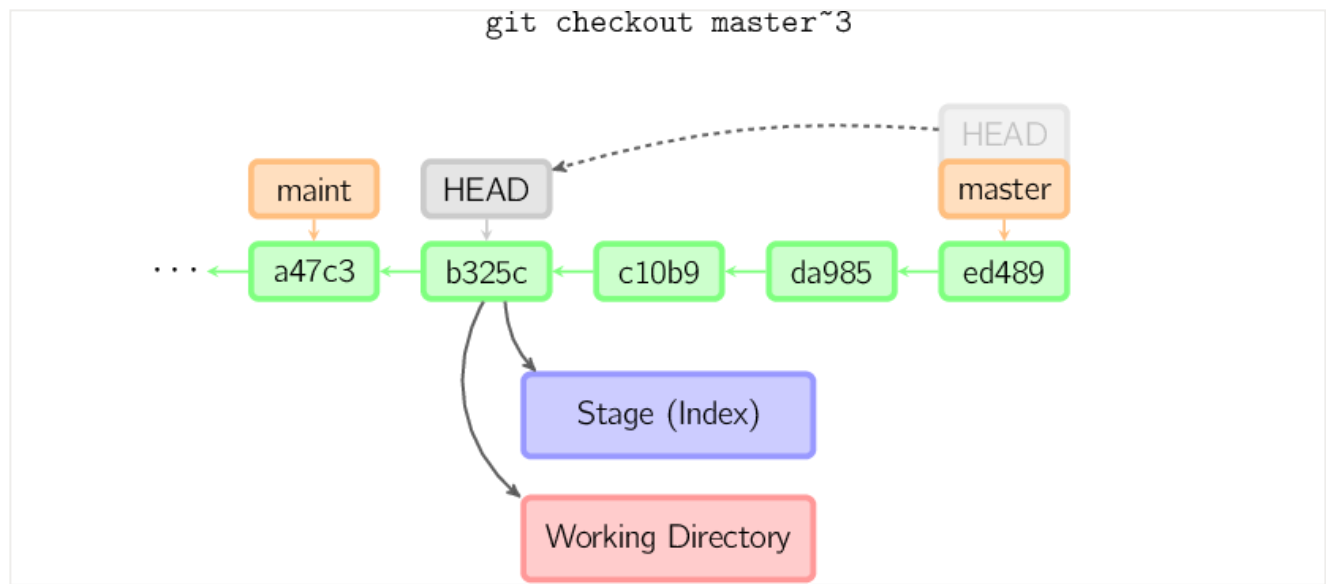 git checkout master~3
HEAD
maint
HEAD
master
...
a47c3
b325c
c10b9
da985
ed489
Stage (Index)
Working Directory